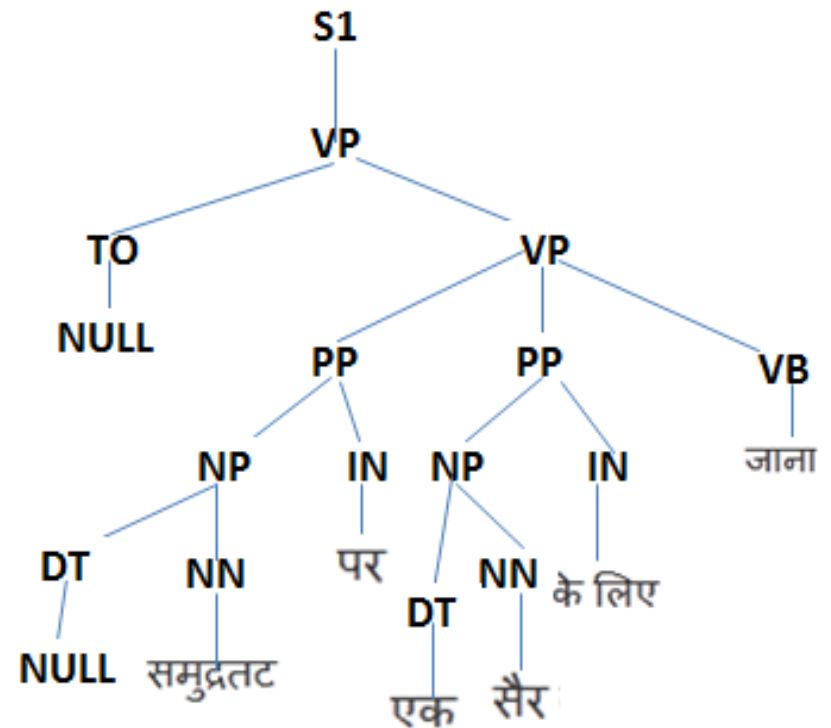 S1
VP
TO VP
NULL PP PP VB
NP IN NP IN जाना
DT NN पर DT NN के लिए
NULL समुद्रतट एक सैर